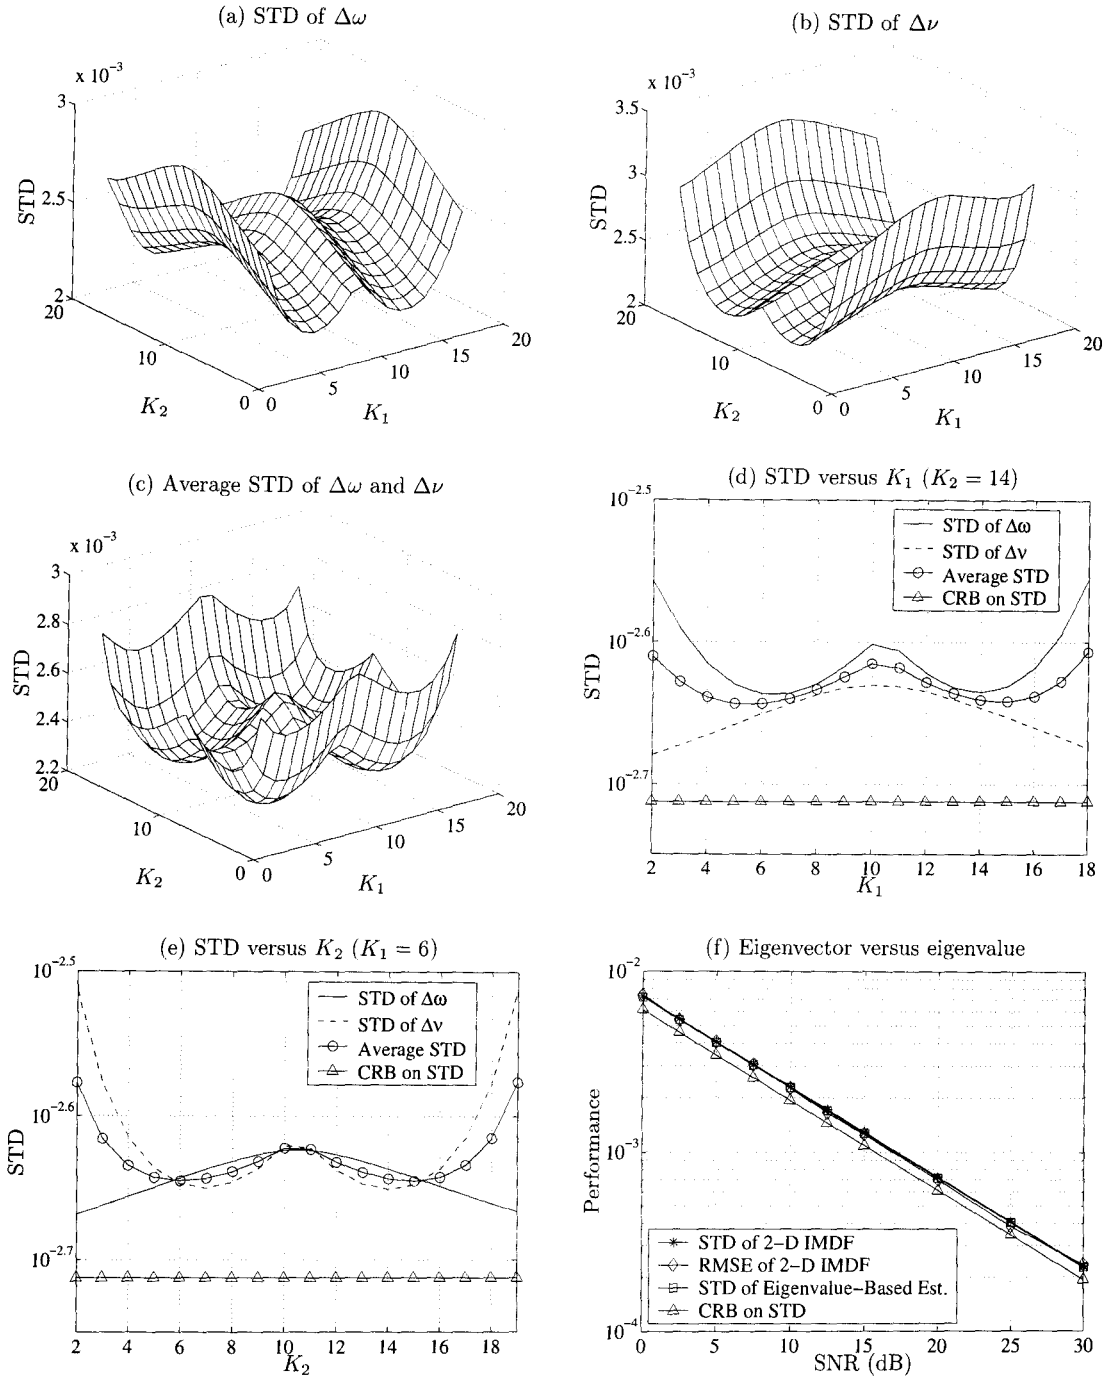 (a) STD of Δω
x 10⁻³
3
2.5
2
STD
20
10
0
K₂
0
5
10
15
20
K₁
(b) STD of Δν
x 10⁻³
3.5
3
2.5
2
STD
20
10
0
K₂
0
5
10
15
20
K₁
(c) Average STD of Δω and Δν
x 10⁻³
3
2.8
2.6
2.4
2.2
STD
20
10
0
K₂
0
5
10
15
20
K₁
(d) STD versus K₁ (K₂ = 14)
10⁻².⁵
10⁻².⁶
10⁻².⁷
STD
STD of Δω
STD of Δν
Average STD
CRB on STD
2 4 6 8 10 12 14 16 18
K₁
(e) STD versus K₂ (K₁ = 6)
10⁻².⁵
10⁻².⁶
10⁻².⁷
STD
STD of Δω
STD of Δν
Average STD
CRB on STD
2 4 6 8 10 12 14 16 18
K₂
(f) Eigenvector versus eigenvalue
10⁻²
10⁻³
10⁻⁴
Performance
STD of 2−D IMDF
RMSE of 2−D IMDF
STD of Eigenvalue−Based Est.
CRB on STD
0 5 10 15 20 25 30
SNR (dB)